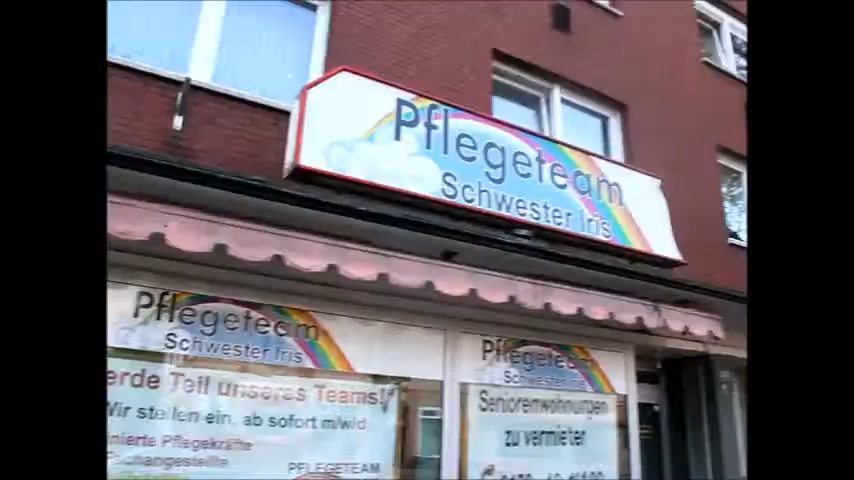 Pflegeteam
Schwester Iris
Pflegeteam
Schwester Iris
erde Teil unseres Teams!
Wir stellen ein, ab sofort m/w/d
Pflegekräfte
PFLEGETEAM
Pflegeteam
Schwester Iris
Seniorenwohnungen
zu vermieten